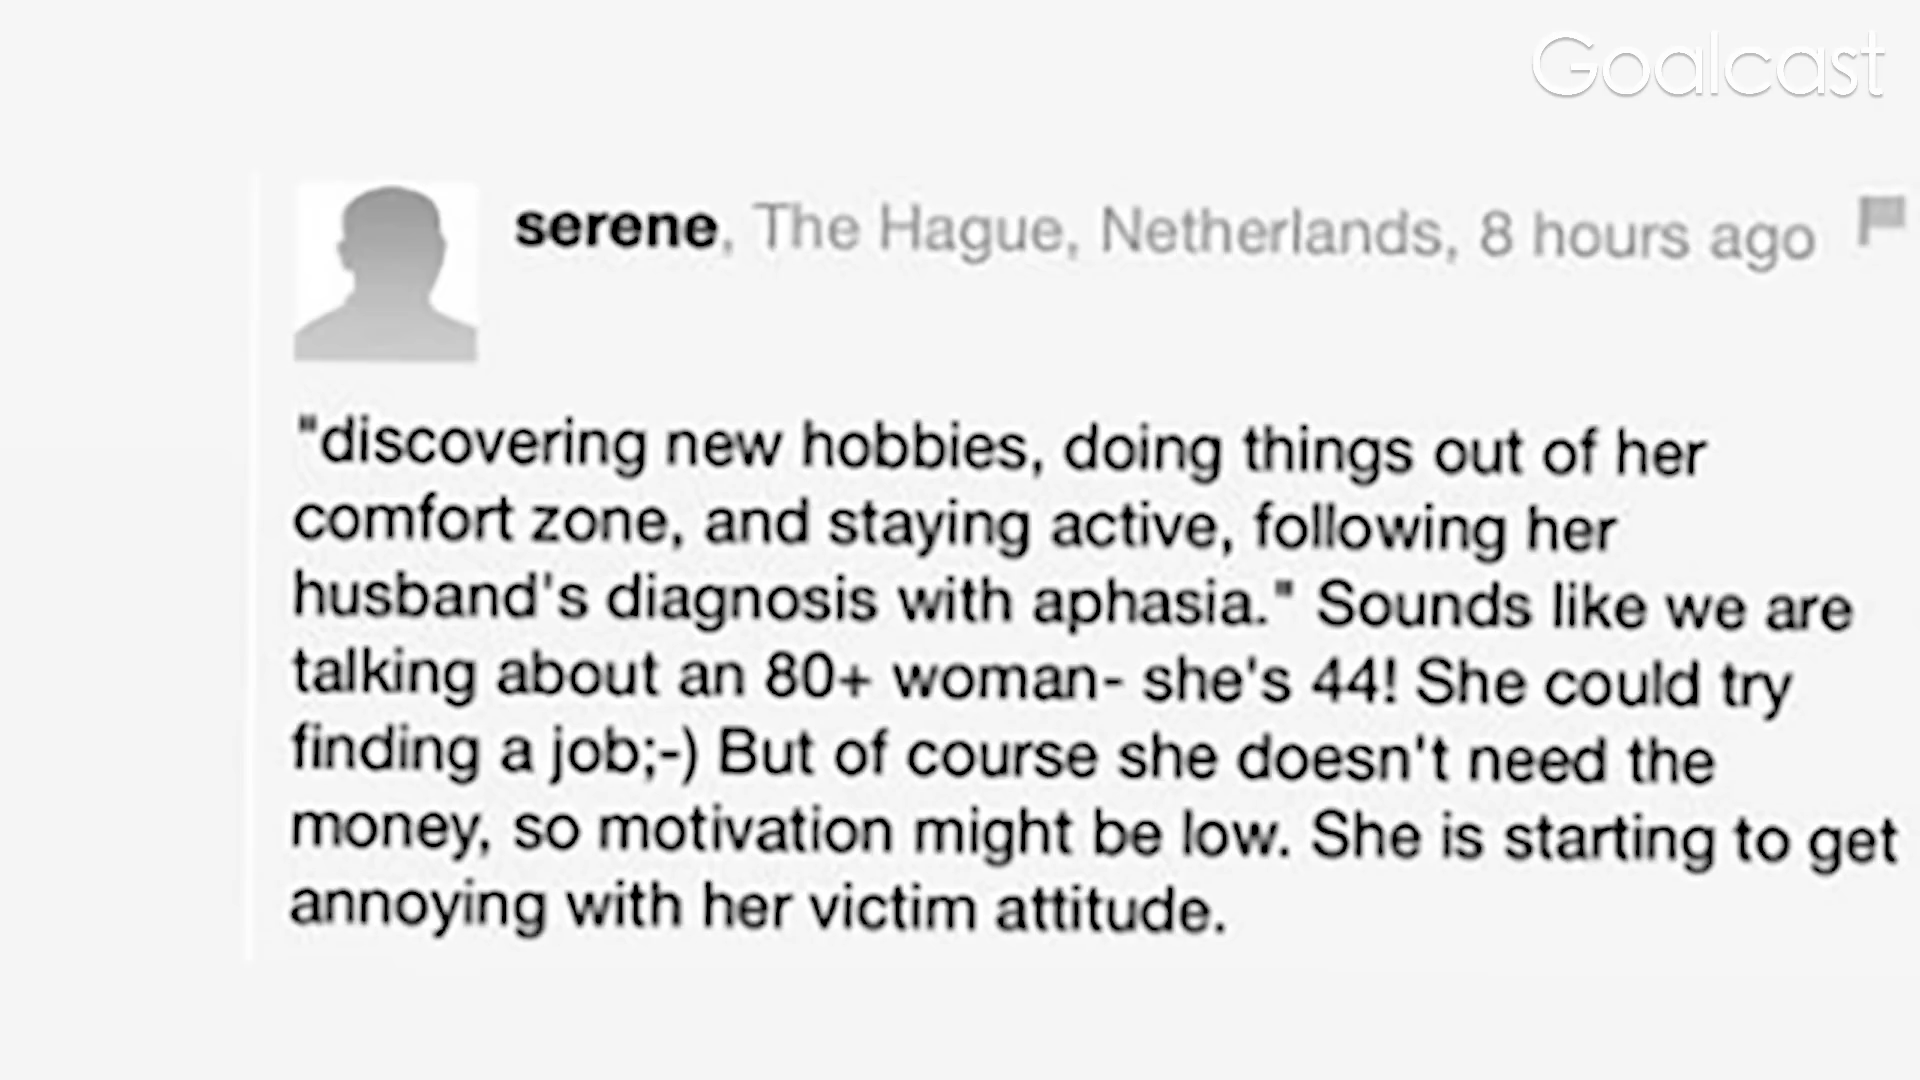 Goalcast
serene, The Hague, Netherlands, 8 hours ago
"discovering new hobbies, doing things out of her
comfort zone, and staying active, following her
husband's diagnosis with aphasia." Sounds like we are
talking about an 80+ woman- she's 44! She could try
finding a job;-) But of course she doesn't need the
money, so motivation might be low. She is starting to get
annoying with her victim attitude.